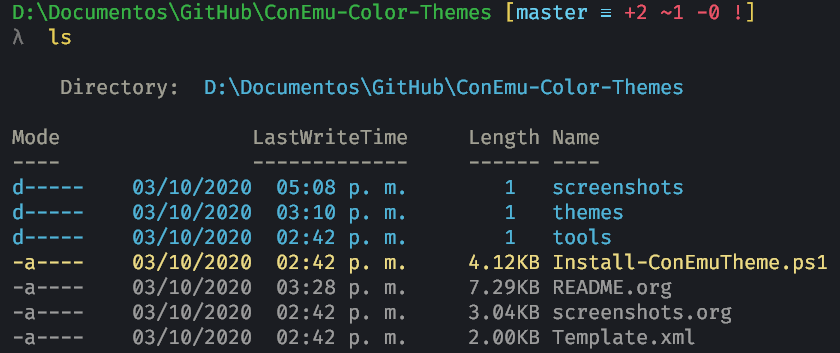 D:\Documentos\GitHub\ConEmu-Color-Themes [master ≡ +2 ~1 -0 !]
λ ls
Directory: D:\Documentos\GitHub\ConEmu-Color-Themes
Mode LastWriteTime Length Name
---- ------------- ------ ----
d----- 03/10/2020 05:08 p. m. 1 screenshots
d----- 03/10/2020 03:10 p. m. 1 themes
d----- 03/10/2020 02:42 p. m. 1 tools
-a---- 03/10/2020 02:42 p. m. 4.12KB Install-ConEmuTheme.ps1
-a---- 03/10/2020 03:28 p. m. 7.29KB README.org
-a---- 03/10/2020 02:42 p. m. 3.04KB screenshots.org
-a---- 03/10/2020 02:42 p. m. 2.00KB Template.xml